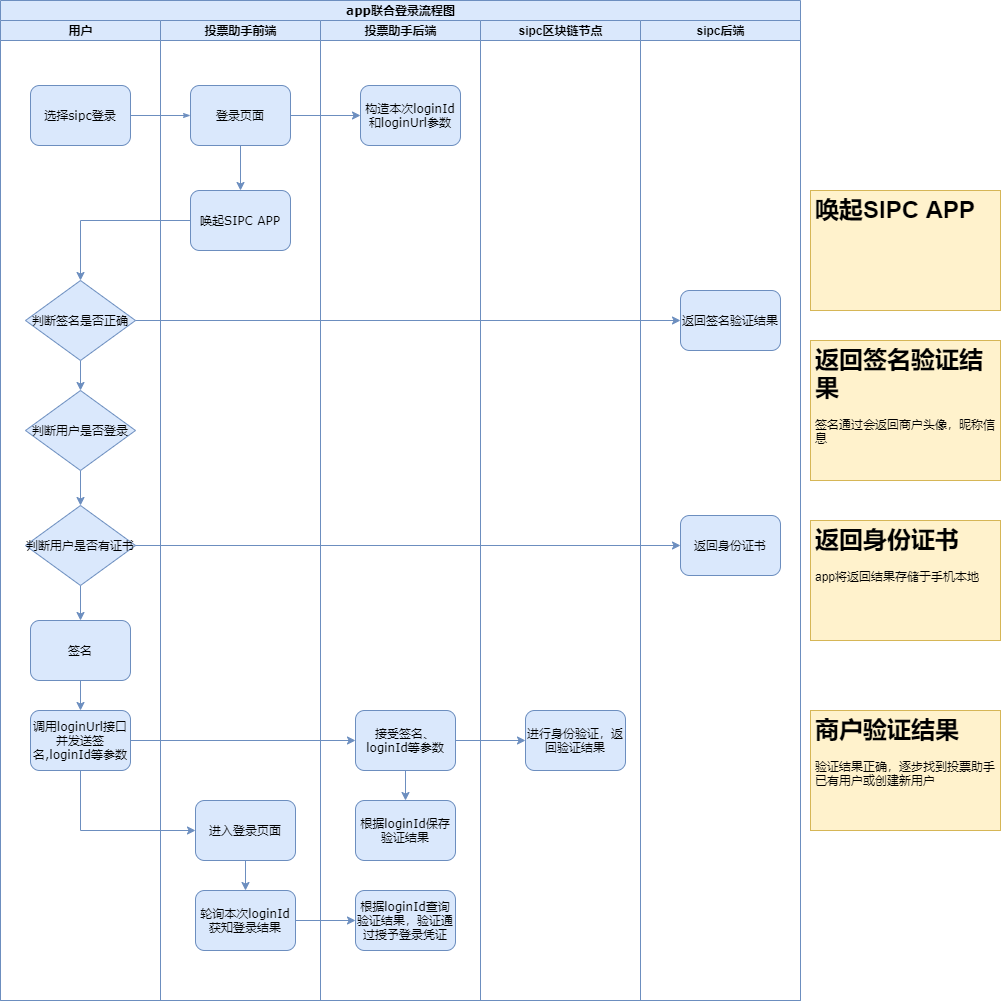 app联合登录流程图
用户
投票助手前端
投票助手后端
sipc区块链节点
sipc后端
选择sipc登录
登录页面
构造本次loginId
和loginUrl参数
唤起SIPC APP
判断签名是否正确
返回签名验证结果
判断用户是否登录
判断用户是否有证书
返回身份证书
签名
调用loginUrl接口
并发送签
名,loginId等参数
接受签名、
loginId等参数
进行身份验证，返
回验证结果
进入登录页面
根据loginId保存
验证结果
轮询本次loginId
获知登录结果
根据loginId查询
验证结果，验证通
过授予登录凭证
唤起SIPC APP
返回签名验证结
果
签名通过会返回商户头像，昵称信
息
返回身份证书
app将返回结果存储于手机本地
商户验证结果
验证结果正确，逐步找到投票助手
已有用户或创建新用户